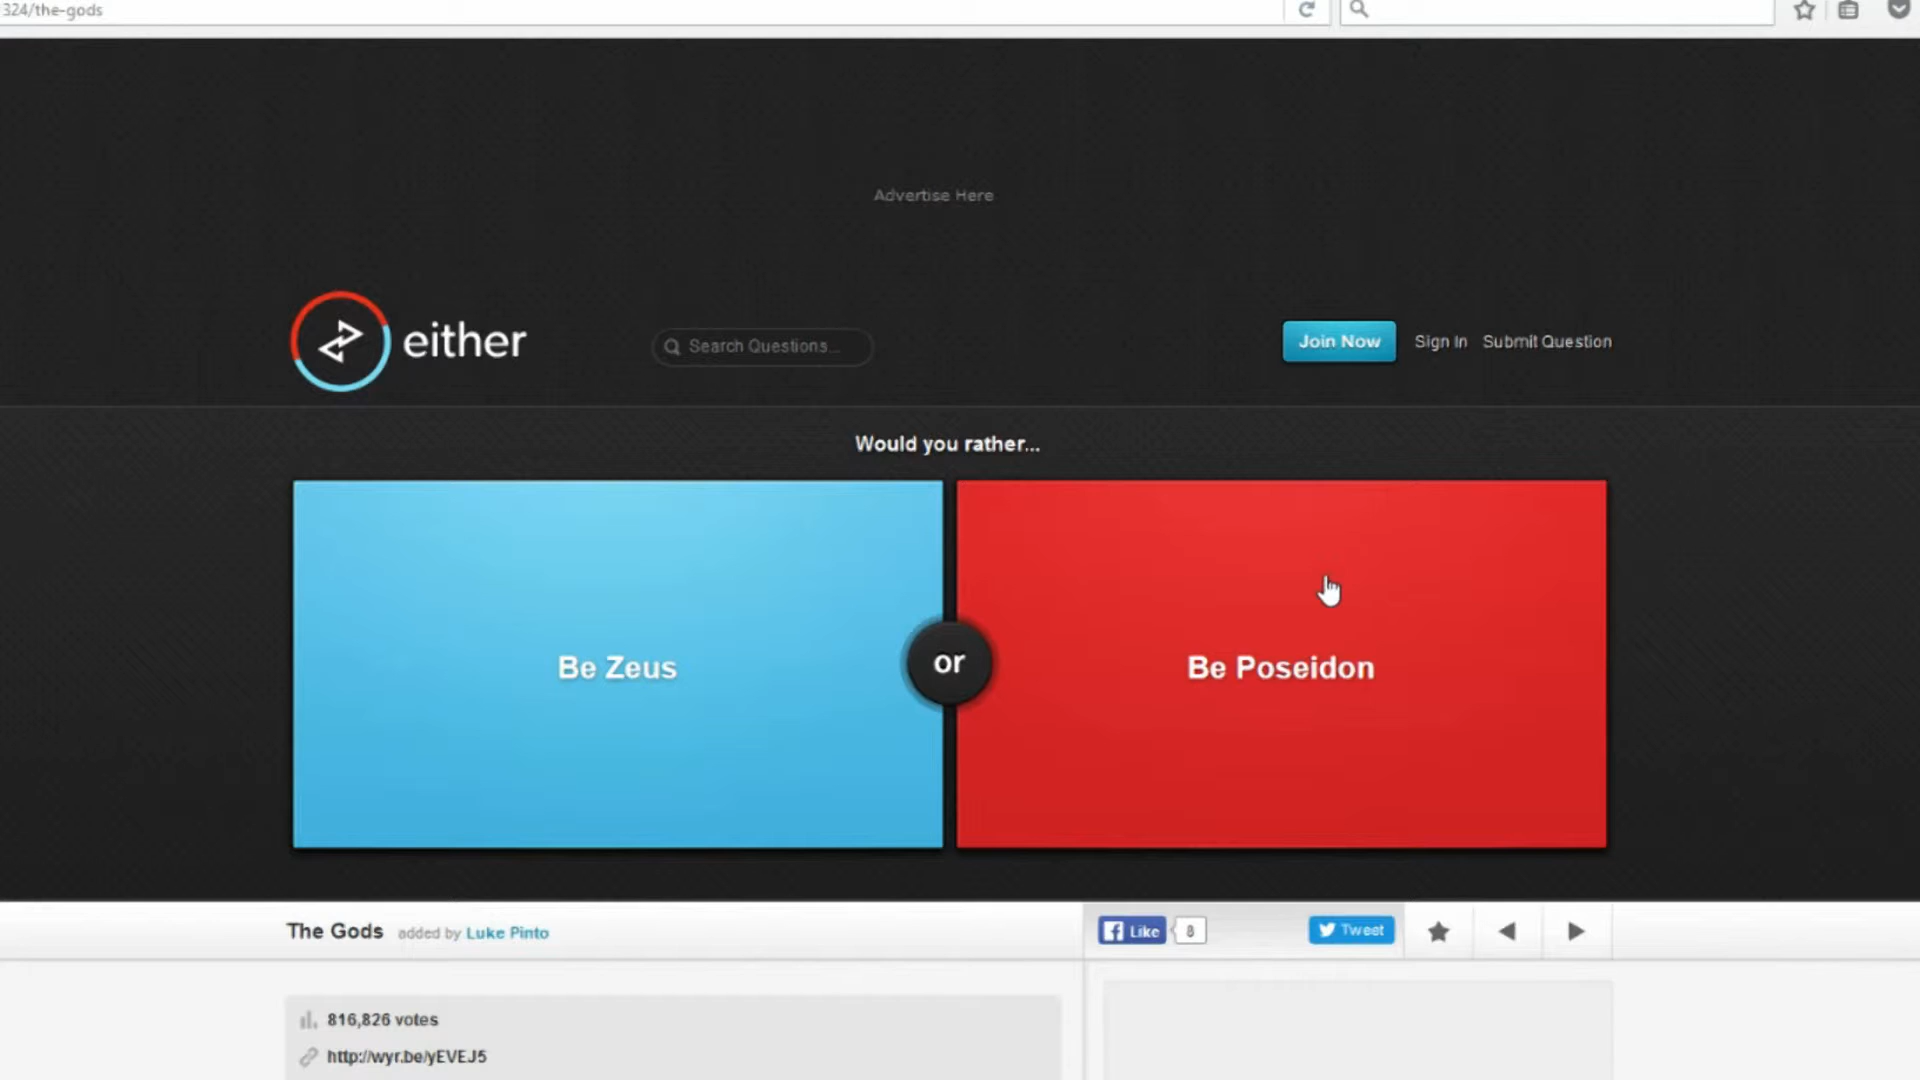 324/the-gods
Advertise Here
either
Search Questions...
Join Now
Sign In
Submit Question
Would you rather...
Be Zeus
or
Be Poseidon
The Gods added by Luke Pinto
Like
8
Tweet
816,826 votes
http://wyr.be/yEVEJ5